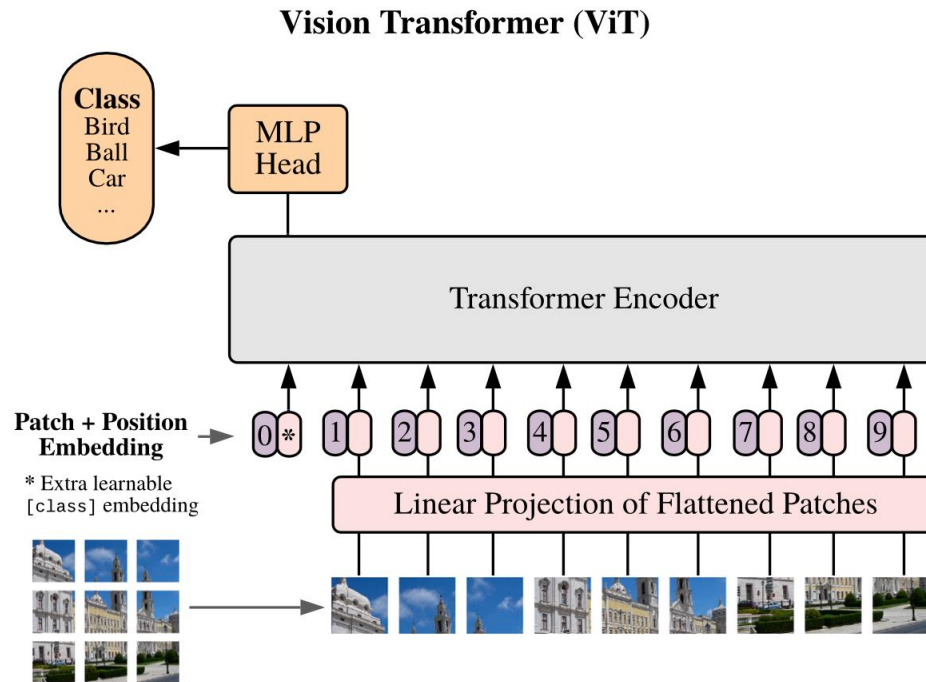 Vision Transformer (ViT)
Class
Bird
Ball
Car
...
MLP
Head
Transformer Encoder
Patch + Position
Embedding
0 * 1 2 3 4 5 6 7 8 9
* Extra learnable
[class] embedding
Linear Projection of Flattened Patches